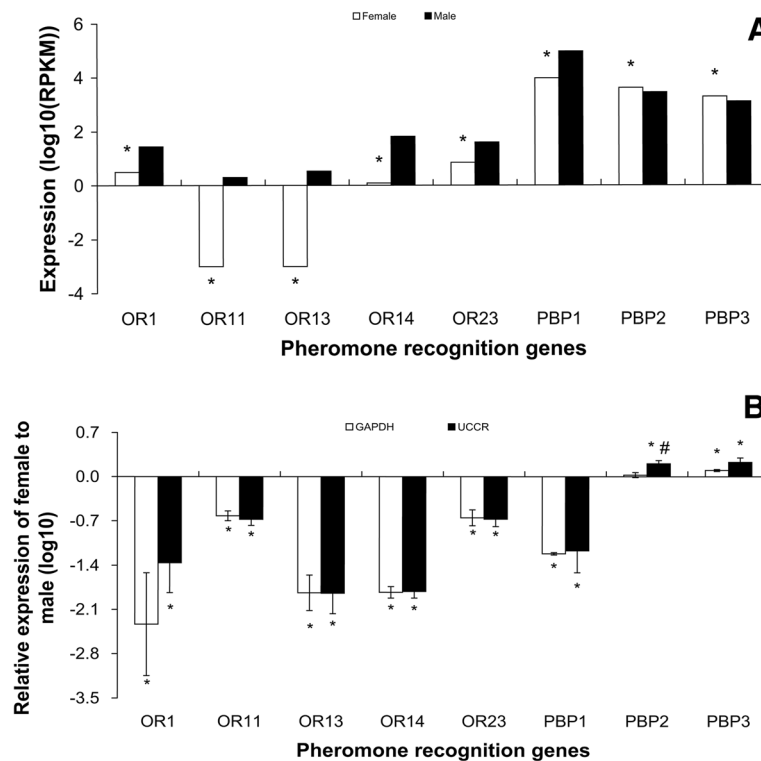 A
Female Male
Expression (log10(RPKM))
6
4
2
0
-2
-4
* * * * * * * *
OR1 OR11 OR13 OR14 OR23 PBP1 PBP2 PBP3
Pheromone recognition genes
B
GAPDH UCCR
Relative expression of female to
male (log10)
0.7
0.0
-0.7
-1.4
-2.1
-2.8
-3.5
* * * * * * * * * * * * * # * *
OR1 OR11 OR13 OR14 OR23 PBP1 PBP2 PBP3
Pheromone recognition genes